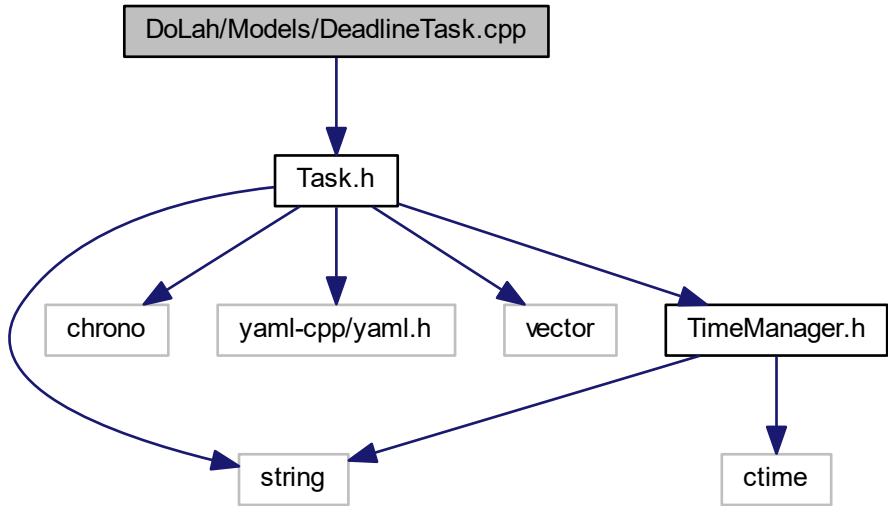 DoLah/Models/DeadlineTask.cpp
Task.h
chrono
yaml-cpp/yaml.h
vector
TimeManager.h
string
ctime